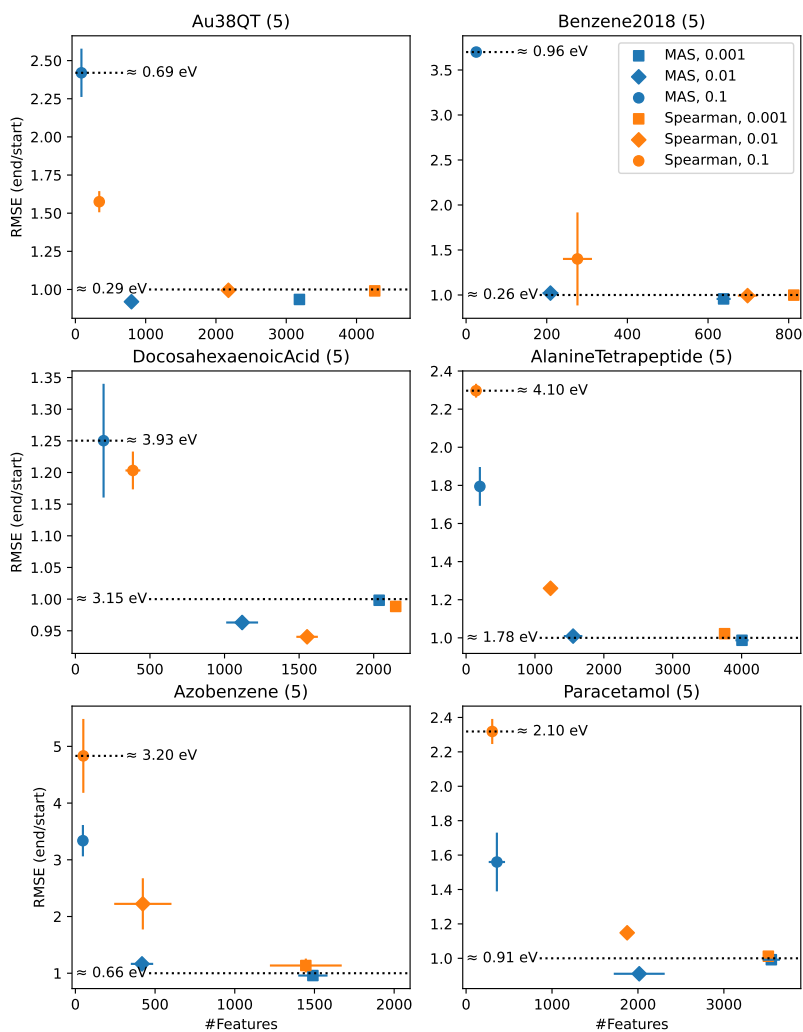 Au38QT (5)
RMSE (end/start)
2.50
2.25
2.00
1.75
1.50
1.25
1.00
≈ 0.69 eV
≈ 0.29 eV
0
1000
2000
3000
4000
Benzene2018 (5)
3.5
3.0
2.5
2.0
1.5
1.0
≈ 0.96 eV
≈ 0.26 eV
MAS, 0.001
MAS, 0.01
MAS, 0.1
Spearman, 0.001
Spearman, 0.01
Spearman, 0.1
0
200
400
600
800
DocosahexaenoicAcid (5)
RMSE (end/start)
1.35
1.30
1.25
1.20
1.15
1.10
1.05
1.00
0.95
≈ 3.93 eV
≈ 3.15 eV
0
500
1000
1500
2000
AlanineTetrapeptide (5)
2.4
2.2
2.0
1.8
1.6
1.4
1.2
1.0
≈ 4.10 eV
≈ 1.78 eV
0
1000
2000
3000
4000
Azobenzene (5)
RMSE (end/start)
5
4
3
2
1
≈ 3.20 eV
≈ 0.66 eV
0
500
1000
1500
2000
#Features
Paracetamol (5)
2.4
2.2
2.0
1.8
1.6
1.4
1.2
1.0
≈ 2.10 eV
≈ 0.91 eV
0
1000
2000
3000
#Features